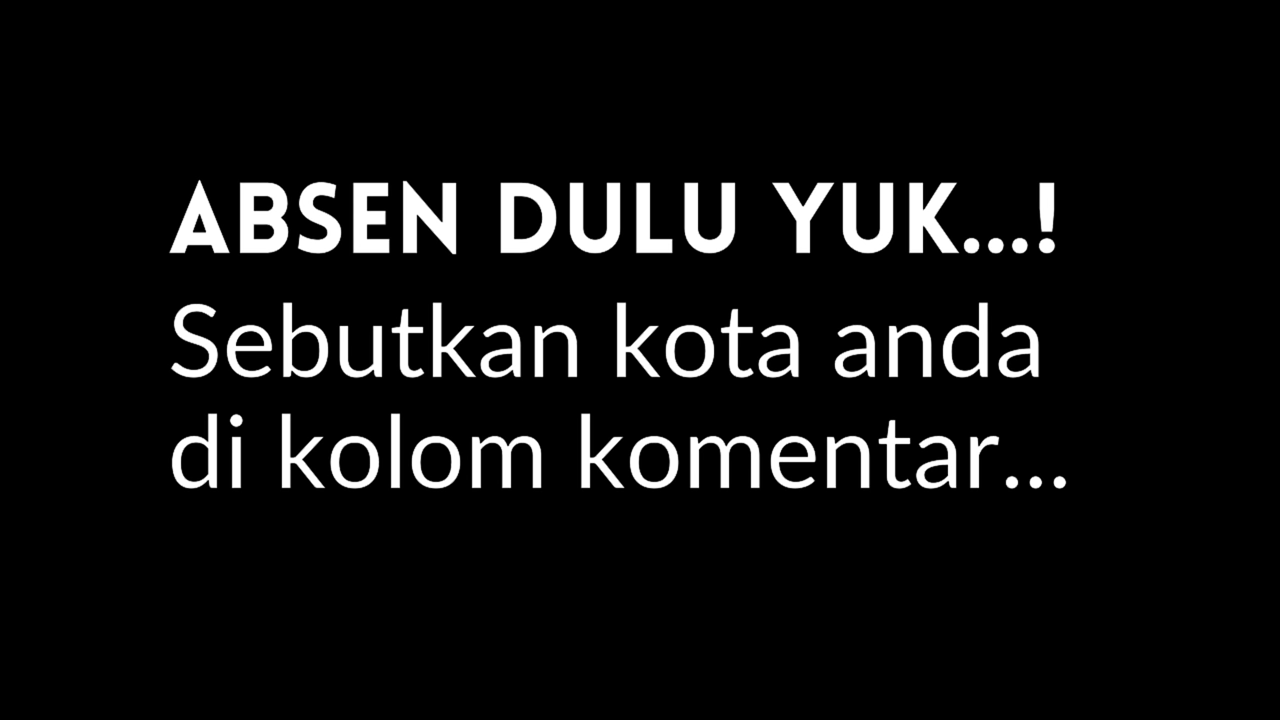 ABSEN DULU YUK...!
Sebutkan kota anda
di kolom komentar...